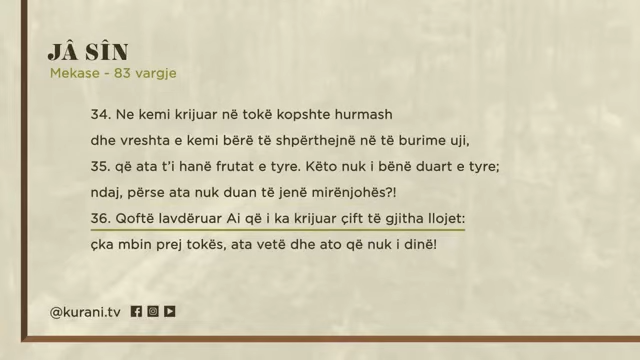 JÂ SÎN
Mekase - 83 vargje
34. Ne kemi krijuar në tokë kopshte hurmash
dhe vreshta e kemi bërë të shpërthejnë në të burime uji,
35. që ata t'i hanë frutat e tyre. Këto nuk i bënë duart e tyre;
ndaj, përse ata nuk duan të jenë mirënjohës?!
36. Qoftë lavdëruar Ai që i ka krijuar çift të gjitha llojet:
çka mbin prej tokës, ata vetë dhe ato që nuk i dinë!
@kurani.tv